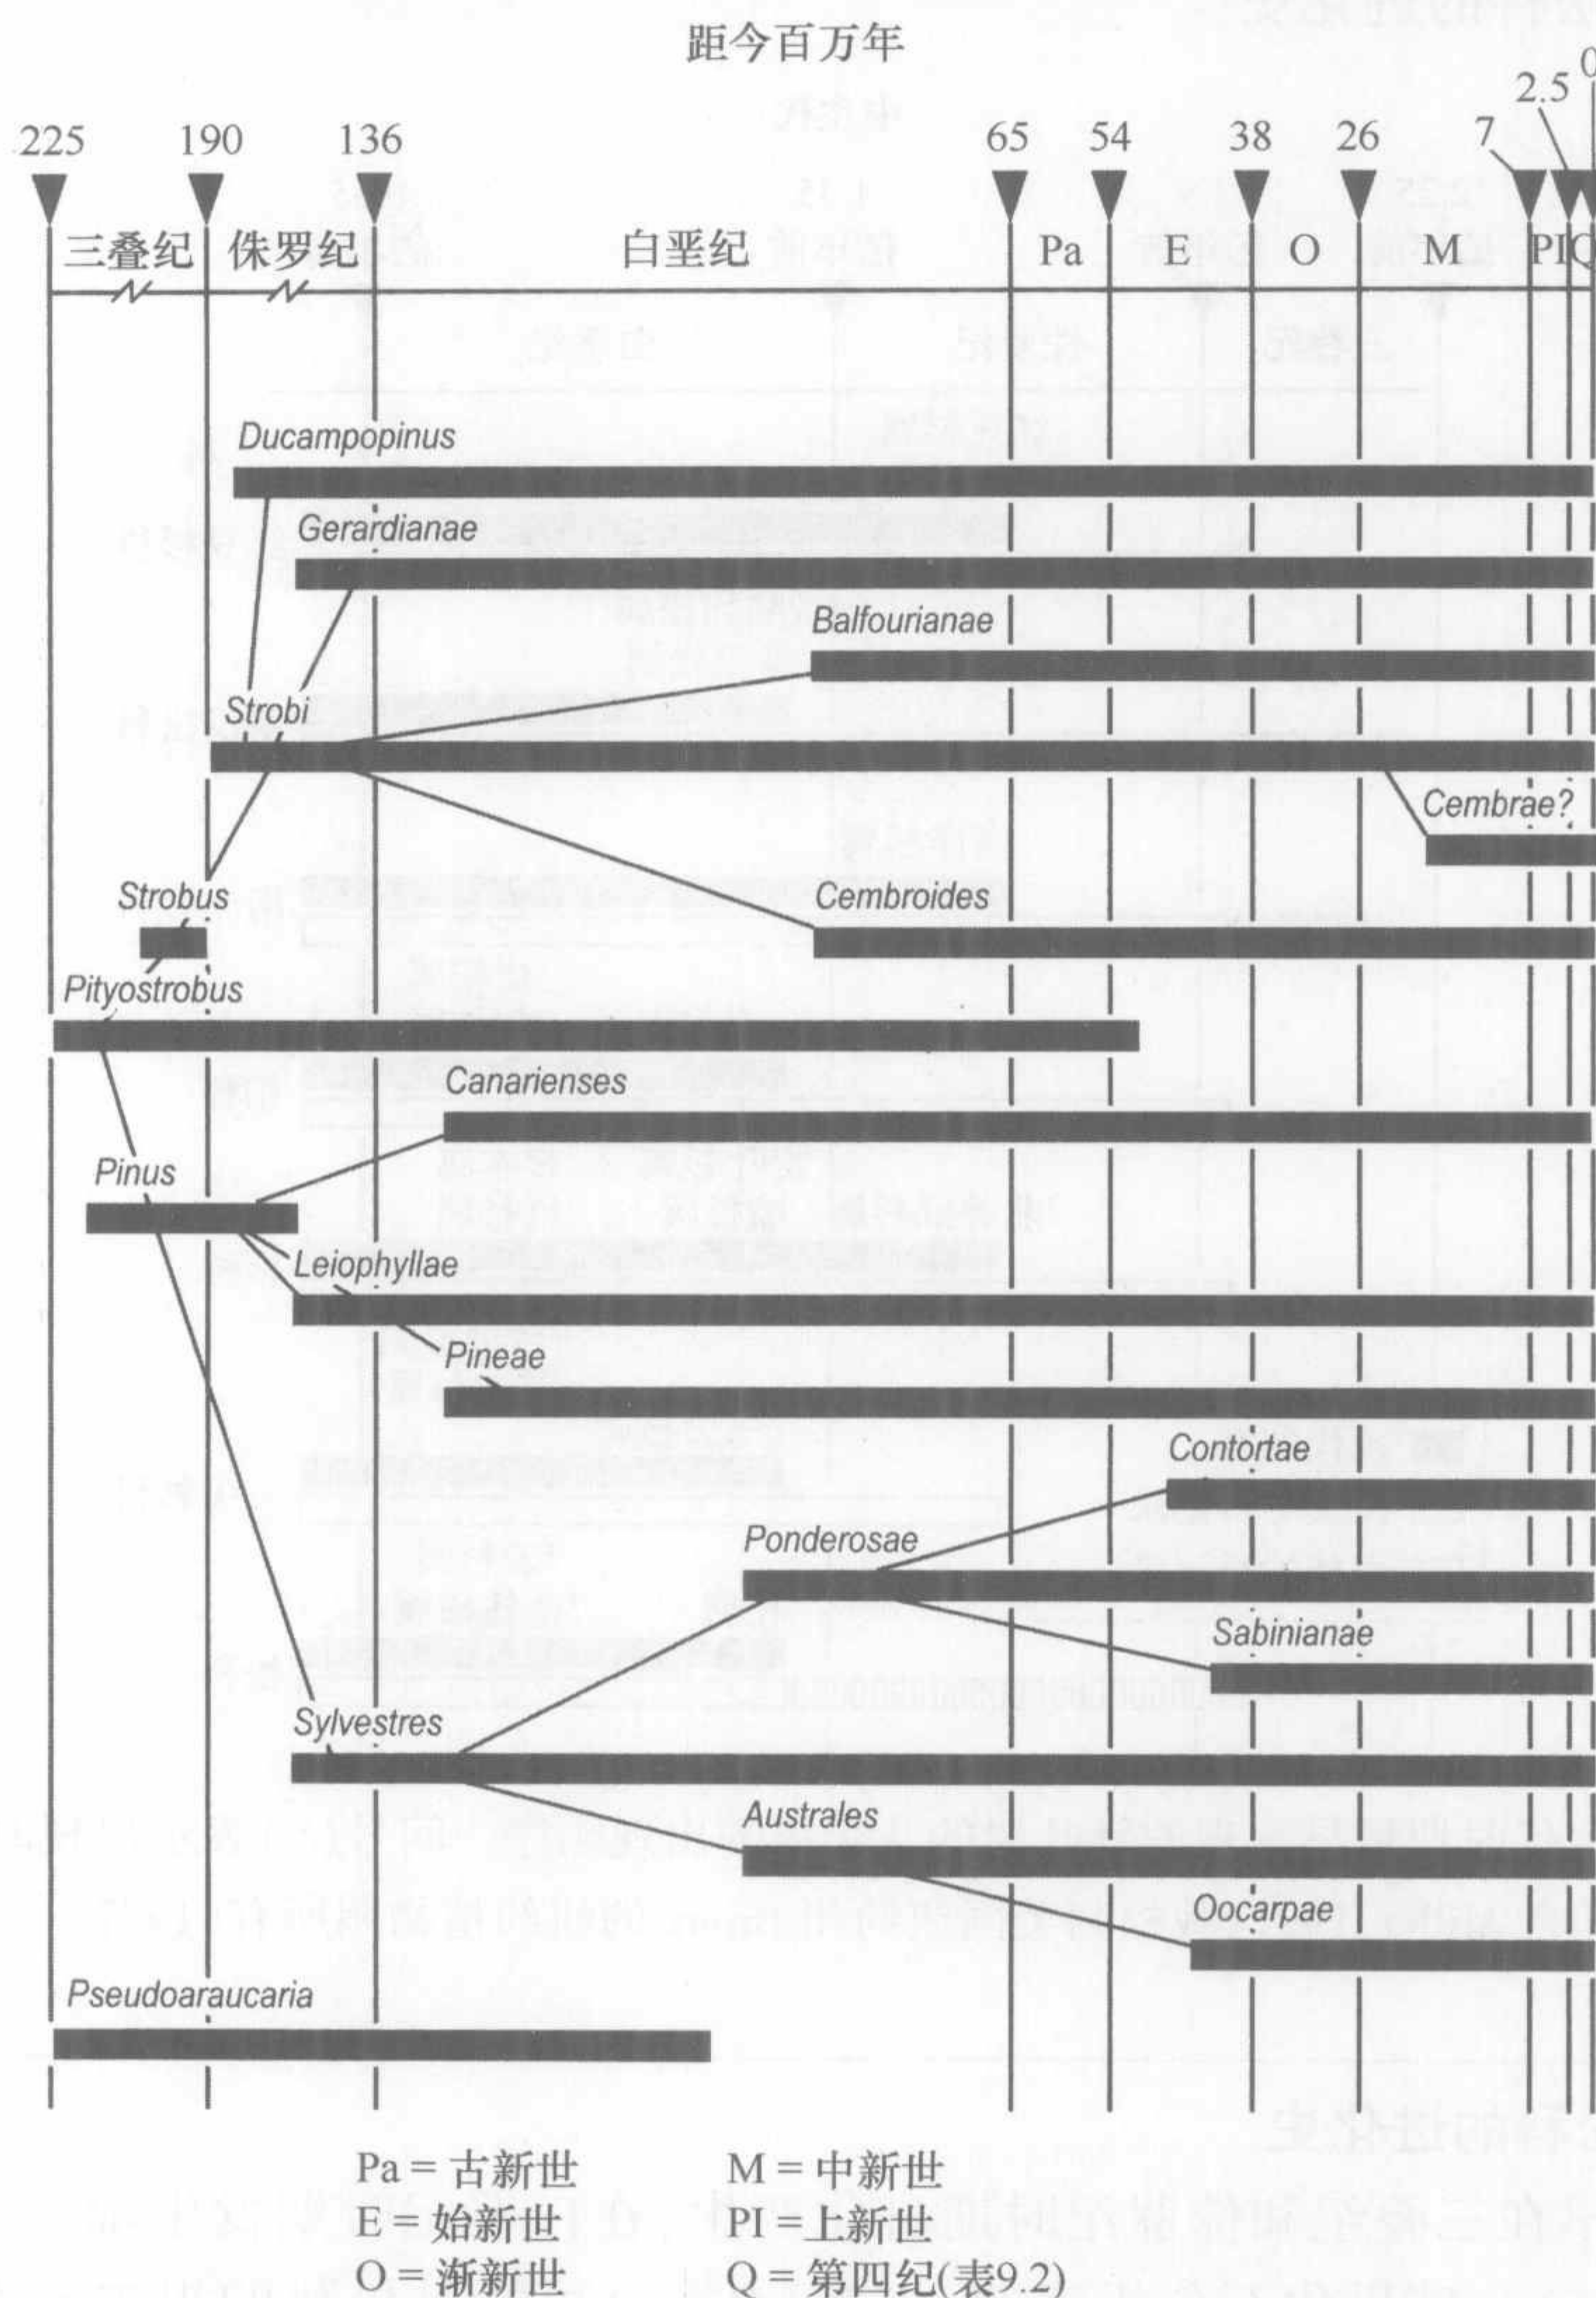 距今百万年
0
2.5
225 190 136 65 54 38 26 7
三叠纪 侏罗纪 白垩纪 Pa E O M PI Q
Ducampopinus
Gerardianae
Balfourianae
Strobi
Cembrae?
Strobus
Cembroides
Pityostrobus
Canarienses
Pinus
Leiophyllae
Pineae
Contortae
Ponderosae
Sabinianae
Sylvestres
Australes
Oocarpae
Pseudoaraucaria
Pa = 古新世 M = 中新世
E = 始新世 PI = 上新世
O = 渐新世 Q = 第四纪(表9.2)